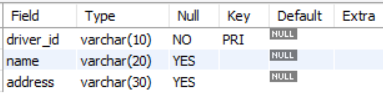 Field Type Null Key Default Extra
driver_id varchar(10) NO PRI NULL
name varchar(20) YES NULL
address varchar(30) YES NULL